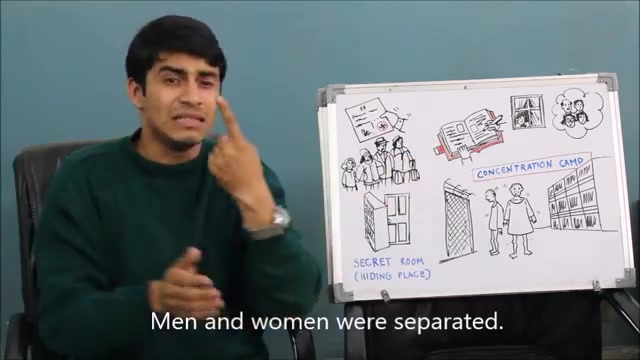 CONCENTRATION CAMP
SECRET ROOM
(HIDING PLACE)
Men and women were separated.